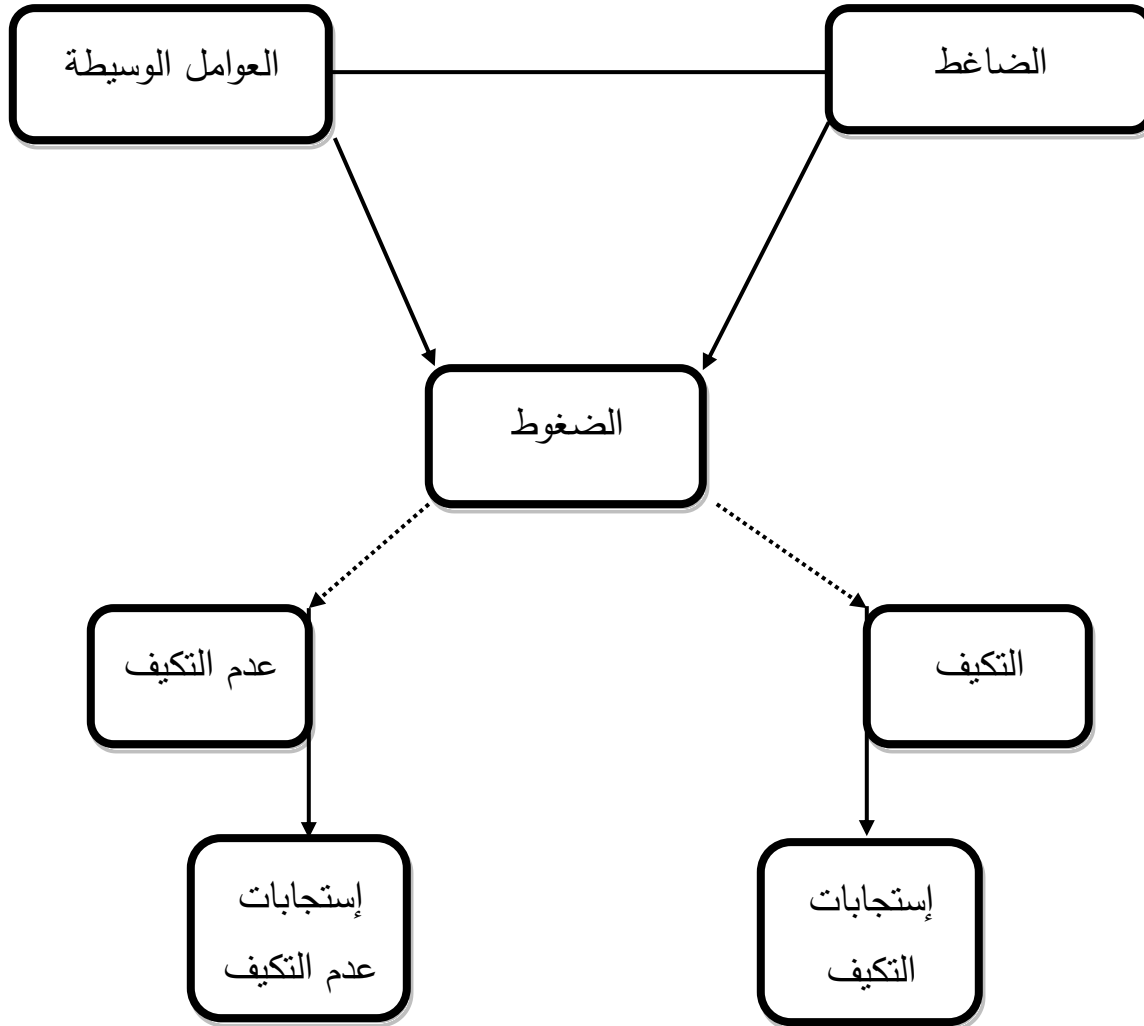 الضاغط
العوامل الوسيطة
الضغوط
التكيف
عدم التكيف
إستجابات
التكيف
إستجابات
عدم التكيف